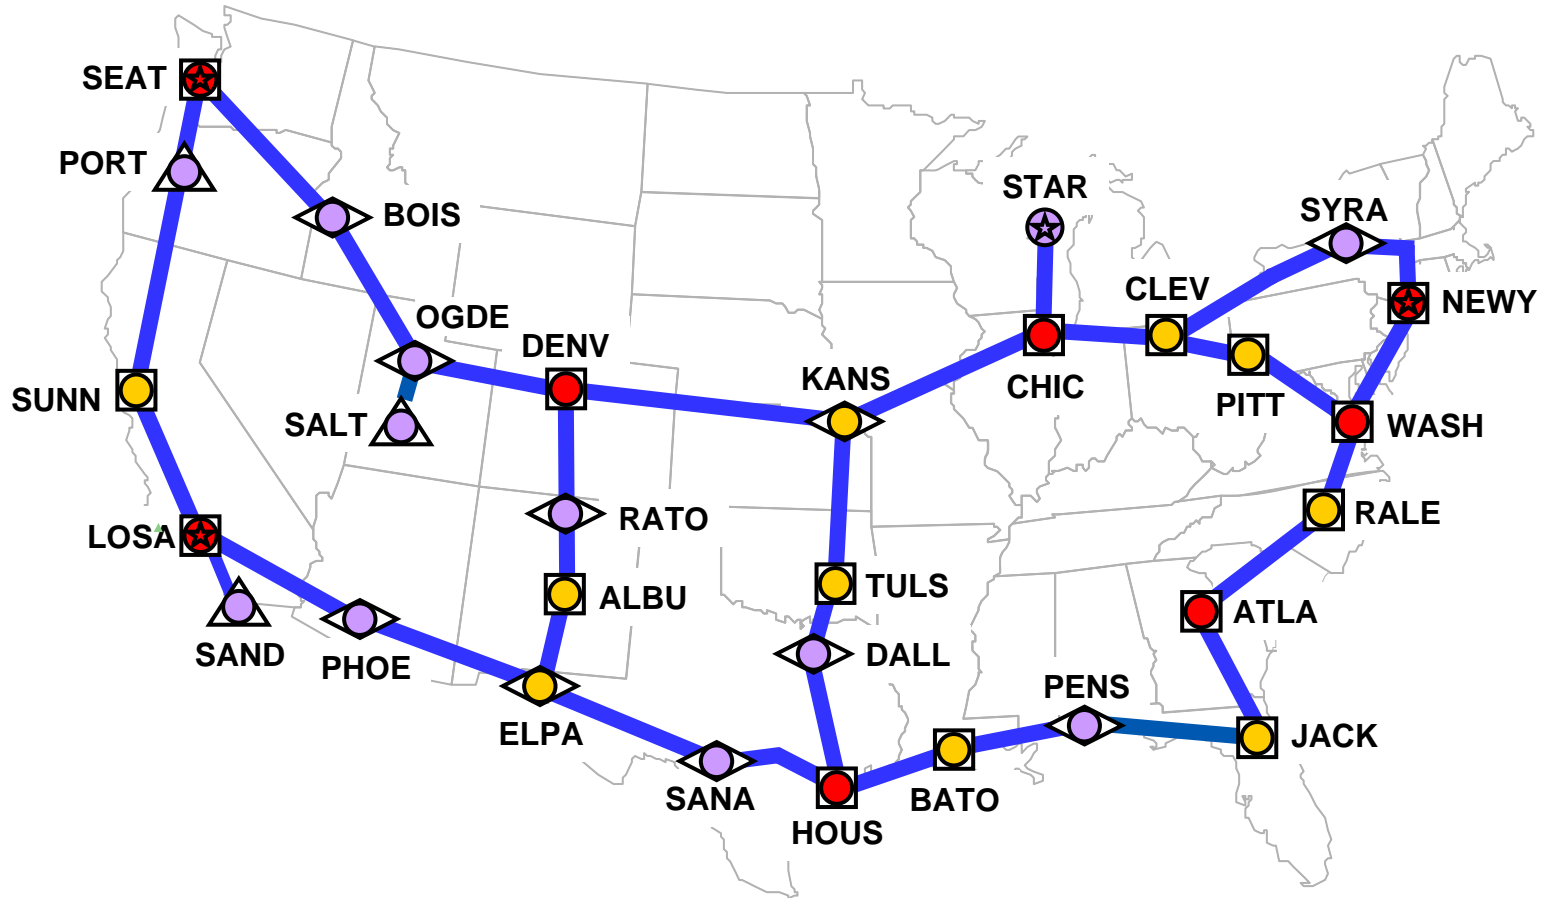 SEAT
PORT
STAR
BOIS
SYRA
CLEV
NEWY
OGDE
DENV
KANS
CHIC
SUNN
PITT
SALT
WASH
RATO
RALE
LOSA
TULS
ALBU
ATLA
SAND
PHOE
DALL
PENS
ELPA
JACK
SANA
BATO
HOUS